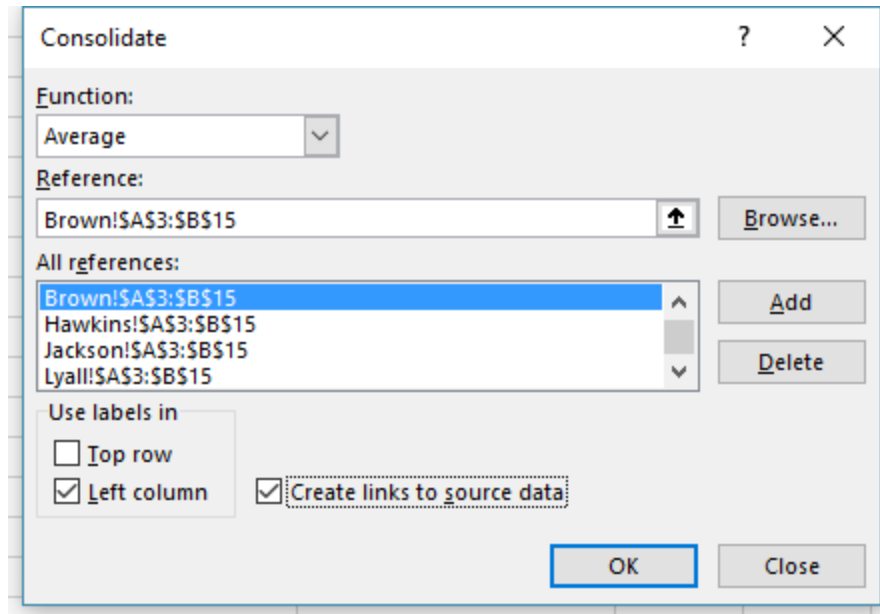 Consolidate ?
Function:
Average
Reference:
Brown!$A$3:$B$15
Browse...
All references:
Brown!$A$3:$B$15
Hawkins!$A$3:$B$15
Jackson!$A$3:$B$15
Lyall!$A$3:$B$15
Add
Delete
Use labels in
Top row
Left column
Create links to source data
OK
Close